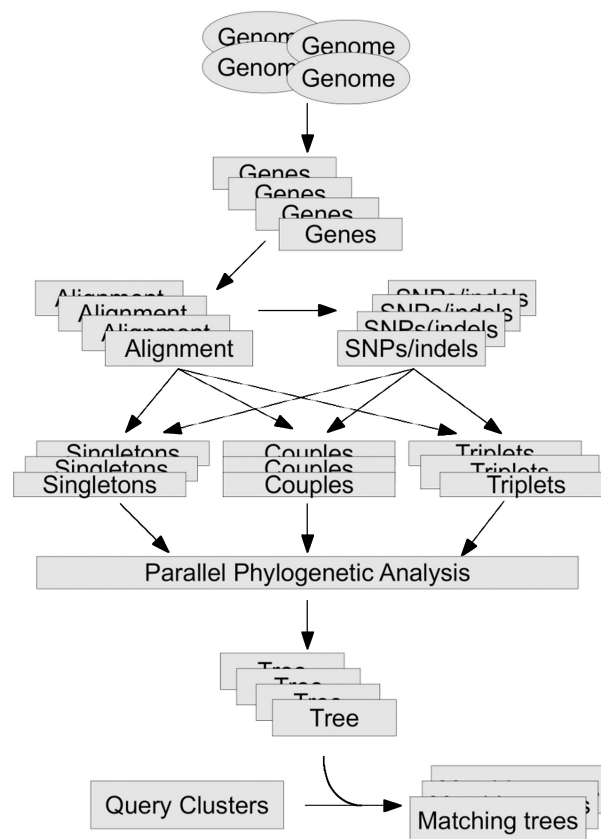 Genome
Genome
Genome
Genome
Genes
Genes
Genes
Genes
Alignment
Alignment
Alignment
Alignment
SNPs/indels
SNPs/indels
SNPs(indels
SNPs/indels
Singletons
Singletons
Singletons
Couples
Couples
Couples
Triplets
Triplets
Triplets
Parallel Phylogenetic Analysis
Tree
Tree
Tree
Tree
Query Clusters
Matching trees